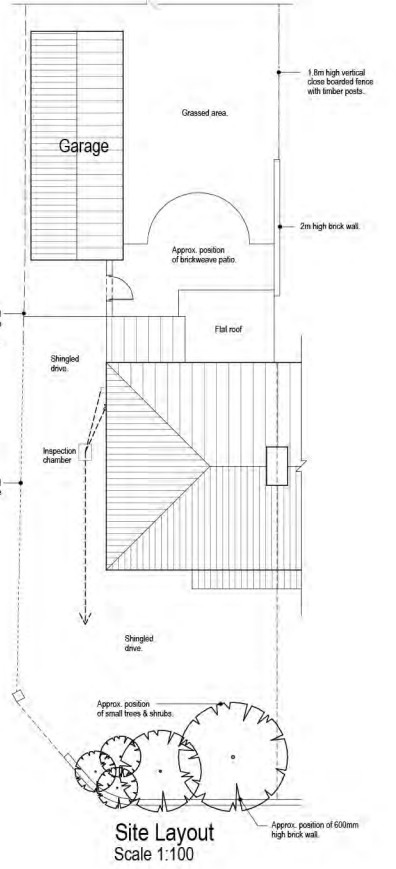 1.8m high vertical
close boarded fence
with timber posts.
Grassed area.
Garage
2m high brick wall.
Approx. position
of brickweave patio.
Flat roof
Shingled
drive.
Inspection
chamber
Shingled
drive.
Approx. position
of small trees & shrubs.
Site Layout
Scale 1:100
Approx. position of 600mm
high brick wall.